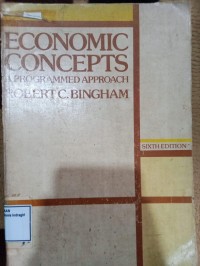 ECONOMIC
CONCEPTS
A PROGRAMMED APPROACH
ROBERT C. BINGHAM
SIXTH EDITION